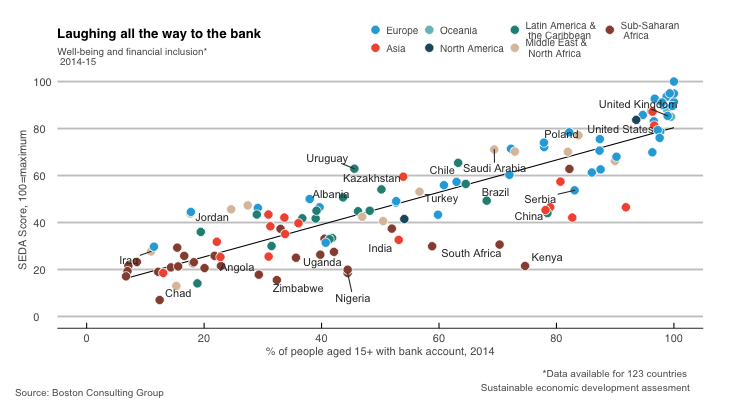 Laughing all the way to the bank
Well-being and financial inclusion*
2014-15
Europe
Oceania
Latin America &
the Caribbean
Sub-Saharan
Africa
Asia
North America
Middle East &
North Africa
SEDA Score, 100=maximum
100
80
60
40
20
0
United Kingdom
United States
Poland
Uruguay
Chile
Saudi Arabia
Kazakhstan
Albania
Turkey
Brazil
Serbia
China
Jordan
India
South Africa
Kenya
Iraq
Angola
Uganda
Zimbabwe
Chad
Nigeria
0
20
40
60
80
100
% of people aged 15+ with bank account, 2014
*Data available for 123 countries
Source: Boston Consulting Group
Sustainable economic development assesment